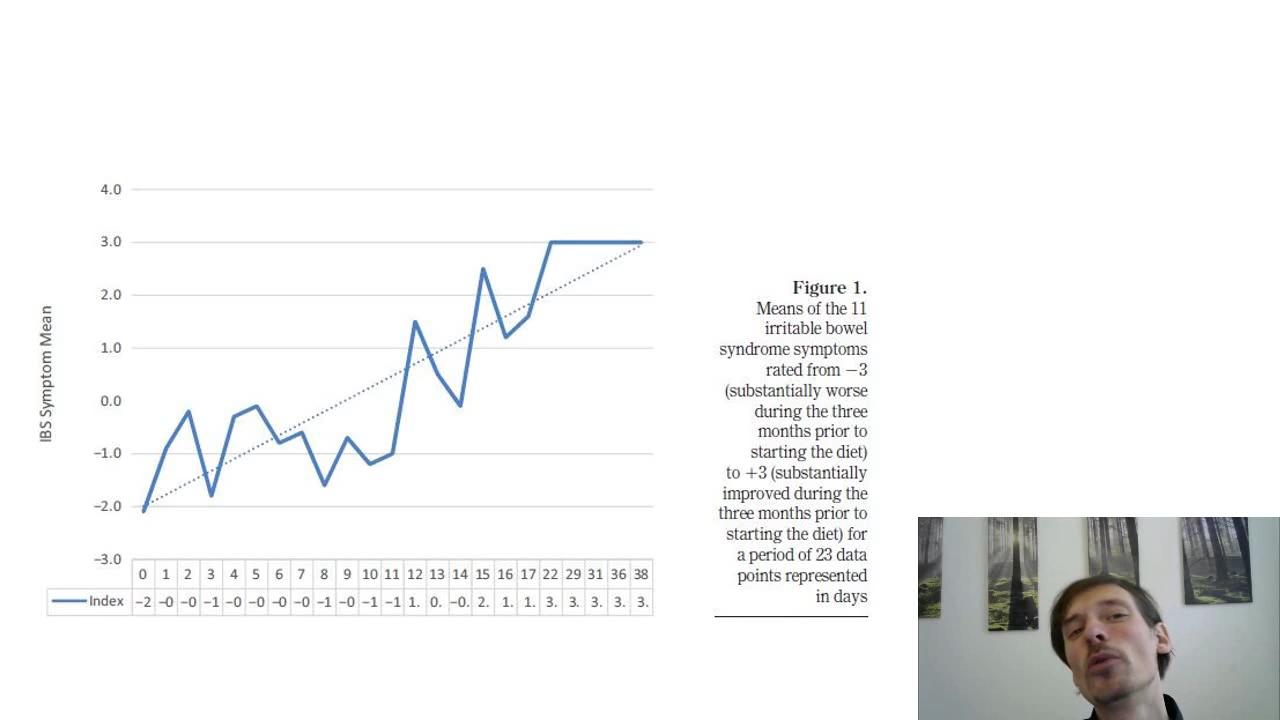 4.0
3.0
2.0
1.0
0.0
−1.0
−2.0
−3.0
IBS Symptom Mean
0 1 2 3 4 5 6 7 8 9 10 11 12 13 14 15 16 17 22 29 31 36 38
Index −2 −0 −0 −1 −0 −0 −0 −0 −1 −0 −1 −1 1. 0. −0. 2. 1. 1. 3. 3. 3. 3. 3.
Figure 1.
Means of the 11
irritable bowel
syndrome symptoms
rated from −3
(substantially worse
during the three
months prior to
starting the diet)
to +3 (substantially
improved during the
three months prior to
starting the diet) for
a period of 23 data
points represented
in days